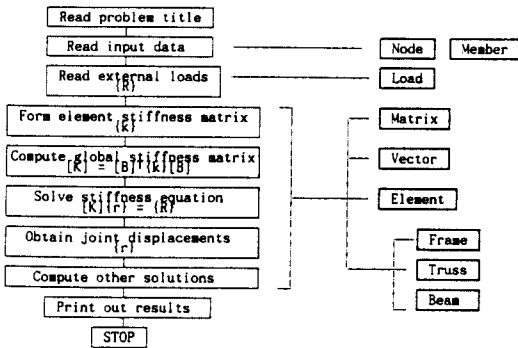 Read problem title
Read input data
Node
Member
Read external loads
{R}
Load
Form element stiffness matrix
{k}
Matrix
Compute global stiffness matrix
[K] = [B]ᵀ{k}[B]
Vector
Solve stiffness equation
[K]{r} = {R}
Element
Obtain joint displacements
{r}
Frame
Compute other solutions
Truss
Print out results
Beam
STOP